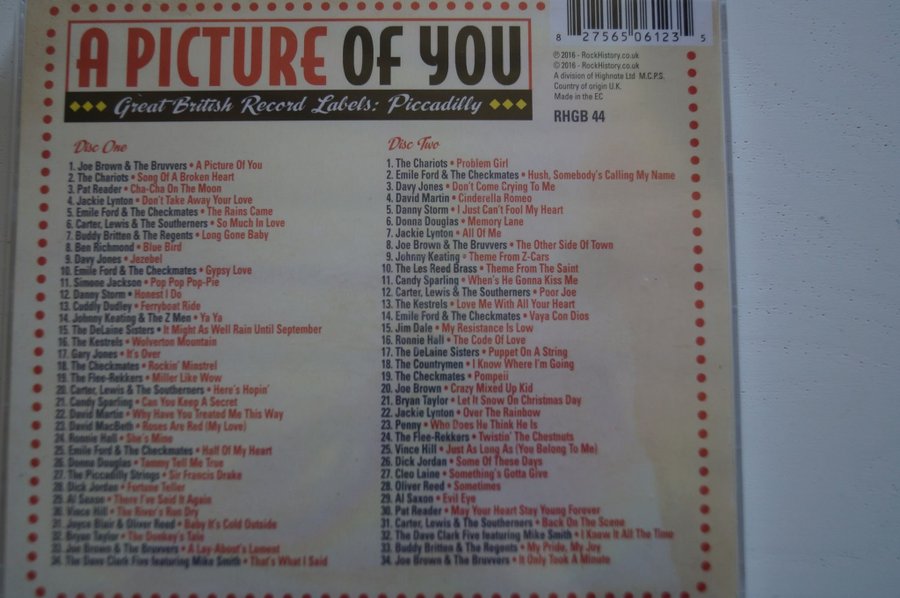 A PICTURE OF YOU
Great British Record Labels: Piccadilly
8 27565 06123 5
℗ 2016 - RockHistory.co.uk
© 2016 - RockHistory.co.uk
A division of Highnote Ltd M.C.P.S.
Country of origin U.K.
Made in the EC
RHGB 44
Disc One
1. Joe Brown & The Bruvvers • A Picture Of You
2. The Chariots • Song Of A Broken Heart
3. Pat Reader • Cha-Cha On The Moon
4. Jackie Lynton • Don't Take Away Your Love
5. Emile Ford & The Checkmates • The Rains Came
6. Carter, Lewis & The Southerners • So Much In Love
7. Buddy Britten & The Regents • Long Gone Baby
8. Ben Richmond • Blue Bird
9. Davy Jones • Jezebel
10. Emile Ford & The Checkmates • Gypsy Love
11. Simone Jackson • Pop Pop Pop-Pie
12. Danny Storm • Honest I Do
13. Cuddly Dudley • Ferryboat Ride
14. Johnny Keating & The Z Men • Ya Ya
15. The DeLaine Sisters • It Might As Well Rain Until September
16. The Kestrels • Wolverton Mountain
17. Gary Jones • It's Over
18. The Checkmates • Rockin' Minstrel
19. The Flee-Rekkers • Miller Like Wow
20. Carter, Lewis & The Southerners • Here's Hopin'
21. Candy Sparling • Can You Keep A Secret
22. David Martin • Why Have You Treated Me This Way
23. David MacBeth • Roses Are Red (My Love)
24. Ronnie Hall • She's Mine
25. Emile Ford & The Checkmates • Half Of My Heart
26. Donna Douglas • Tammy Tell Me True
27. The Piccadilly Strings • Sir Francis Drake
28. Dick Jordan • Fortune Teller
29. Al Saxon • There I've Said It Again
30. Vince Hill • The River's Run Dry
31. Joyce Blair & Oliver Reed • Baby It's Cold Outside
32. Bryan Taylor • The Donkey's Tale
33. Joe Brown & The Bruvvers • A Lay-About's Lament
34. The Dave Clark Five featuring Mike Smith • That's What I Said
Disc Two
1. The Chariots • Problem Girl
2. Emile Ford & The Checkmates • Hush, Somebody's Calling My Name
3. Davy Jones • Don't Come Crying To Me
4. David Martin • Cinderella Romeo
5. Danny Storm • I Just Can't Fool My Heart
6. Donna Douglas • Memory Lane
7. Jackie Lynton • All Of Me
8. Joe Brown & The Bruvvers • The Other Side Of Town
9. Johnny Keating • Theme From Z-Cars
10. The Les Reed Brass • Theme From The Saint
11. Candy Sparling • When's He Gonna Kiss Me
12. Carter, Lewis & The Southerners • Poor Joe
13. The Kestrels • Love Me With All Your Heart
14. Emile Ford & The Checkmates • Vaya Con Dios
15. Jim Dale • My Resistance Is Low
16. Ronnie Hall • The Code Of Love
17. The DeLaine Sisters • Puppet On A String
18. The Countrymen • I Know Where I'm Going
19. The Checkmates • Pompeii
20. Joe Brown • Crazy Mixed Up Kid
21. Bryan Taylor • Let It Snow On Christmas Day
22. Jackie Lynton • Over The Rainbow
23. Penny • Who Does He Think He Is
24. The Flee-Rekkers • Twistin' The Chestnuts
25. Vince Hill • Just As Long As (You Belong To Me)
26. Dick Jordan • Some Of These Days
27. Cleo Laine • Something's Gotta Give
28. Oliver Reed • Sometimes
29. Al Saxon • Evil Eye
30. Pat Reader • May Your Heart Stay Young Forever
31. Carter, Lewis & The Southerners • Back On The Scene
32. The Dave Clark Five featuring Mike Smith • I Knew It All The Time
33. Buddy Britten & The Regents • My Pride, My Joy
34. Joe Brown & The Bruvvers • It Only Took A Minute